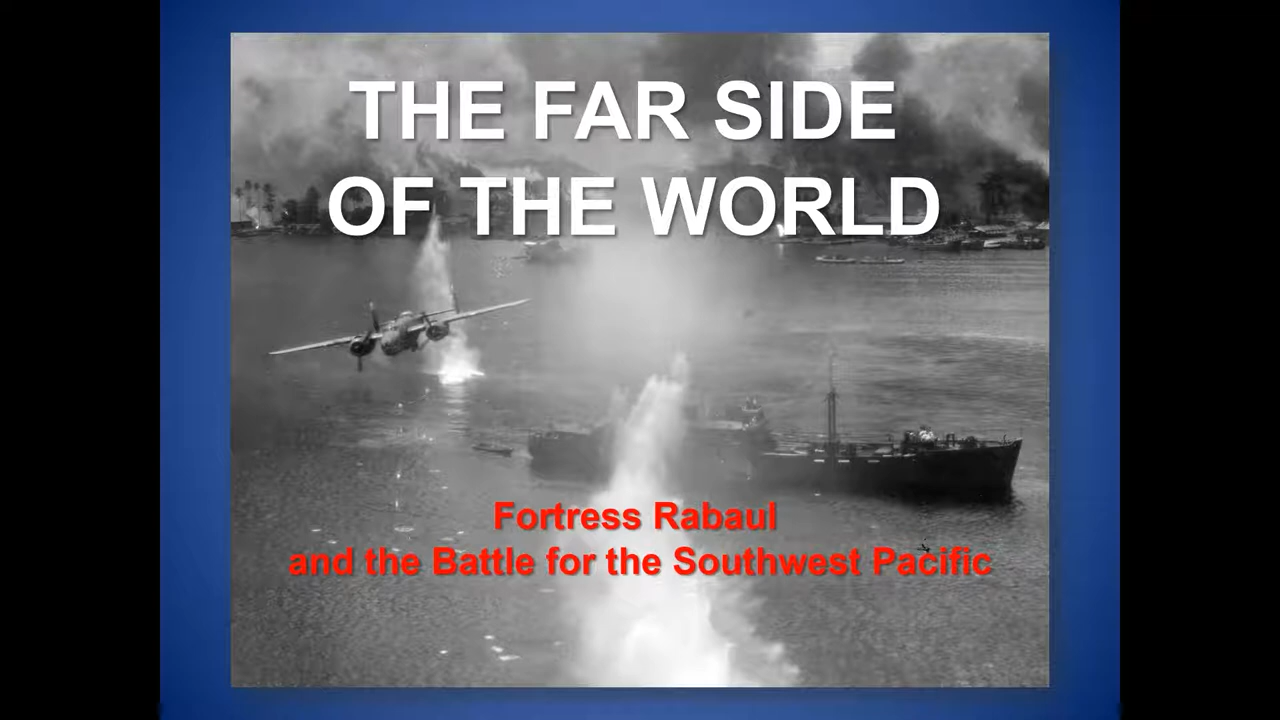 THE FAR SIDE
OF THE WORLD
Fortress Rabaul
and the Battle for the Southwest Pacific